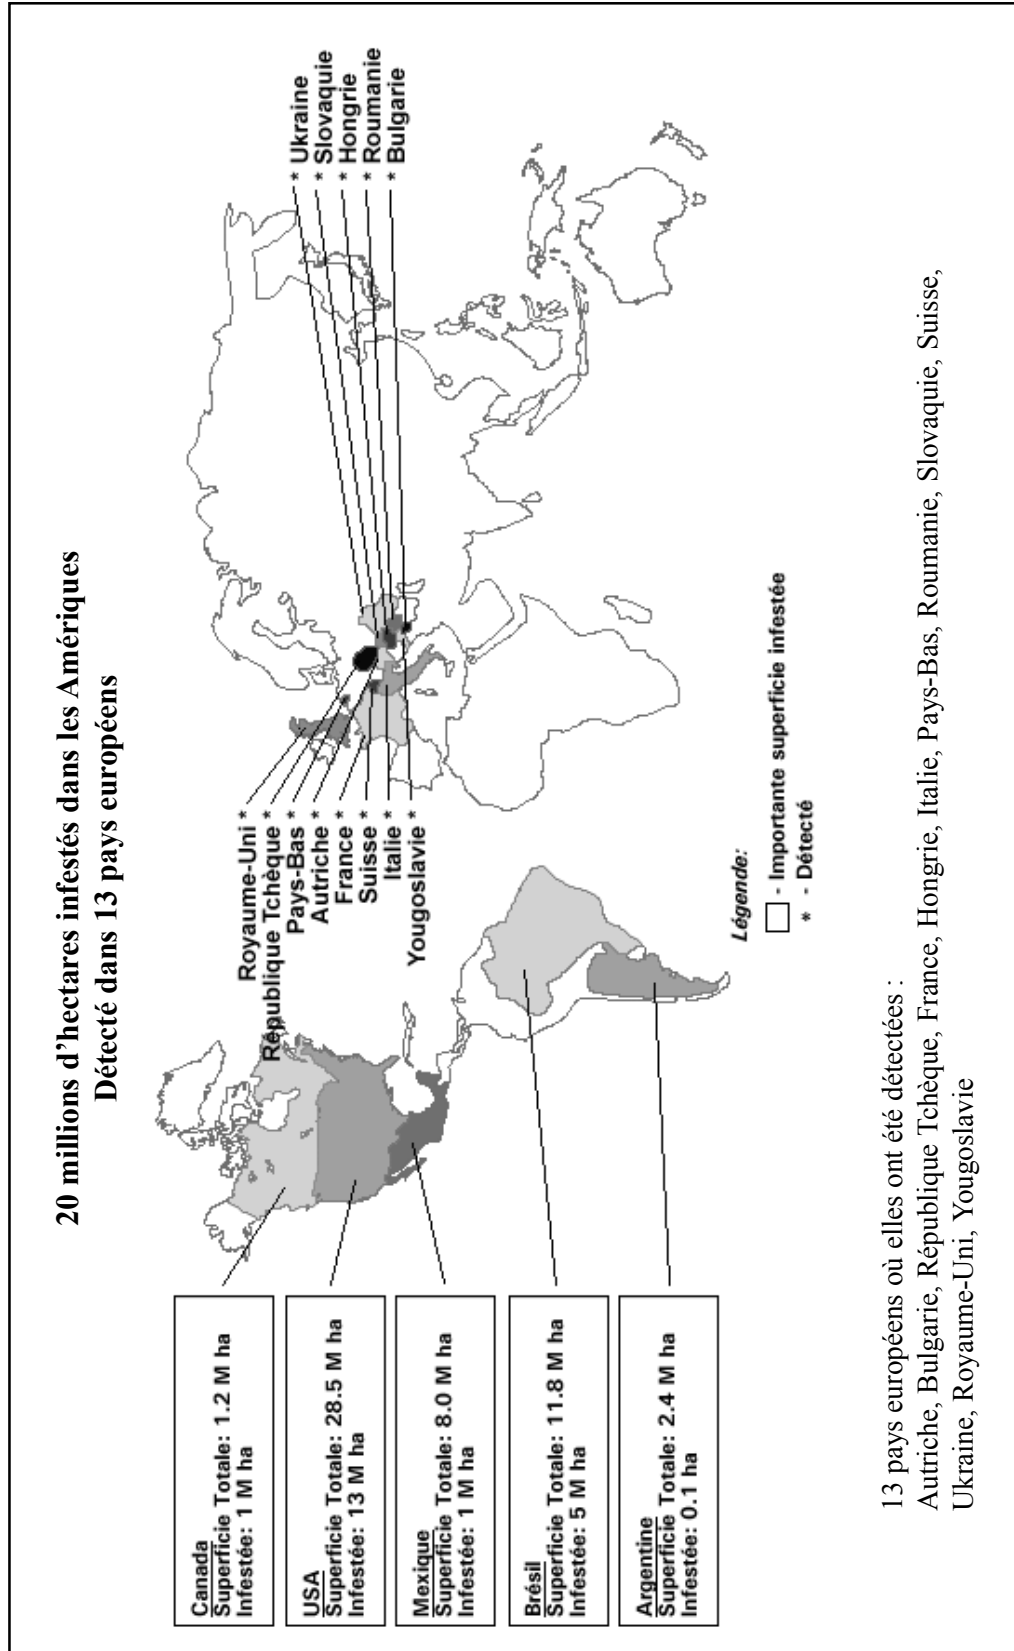 20 millions d'hectares infestés dans les Amériques
Détecté dans 13 pays européens
Canada
Superficie Totale: 1.2 M ha
Infestée: 1 M ha
USA
Superficie Totale: 28.5 M ha
Infestée: 13 M ha
Mexique
Superficie Totale: 8.0 M ha
Infestée: 1 M ha
Brésil
Superficie Totale: 11.8 M ha
Infestée: 5 M ha
Argentine
Superficie Totale: 2.4 M ha
Infestée: 0.1 ha
Royaume-Uni *
République Tchèque *
Pays-Bas *
Autriche *
France *
Suisse *
Italie *
Yougoslavie *
* Ukraine
* Slovaquie
* Hongrie
* Roumanie
* Bulgarie
Légende:
- Importante superficie infestée
* - Détecté
13 pays européens où elles ont été détectées :
Autriche, Bulgarie, République Tchèque, France, Hongrie, Italie, Pays-Bas, Roumanie, Slovaquie, Suisse,
Ukraine, Royaume-Uni, Yougoslavie